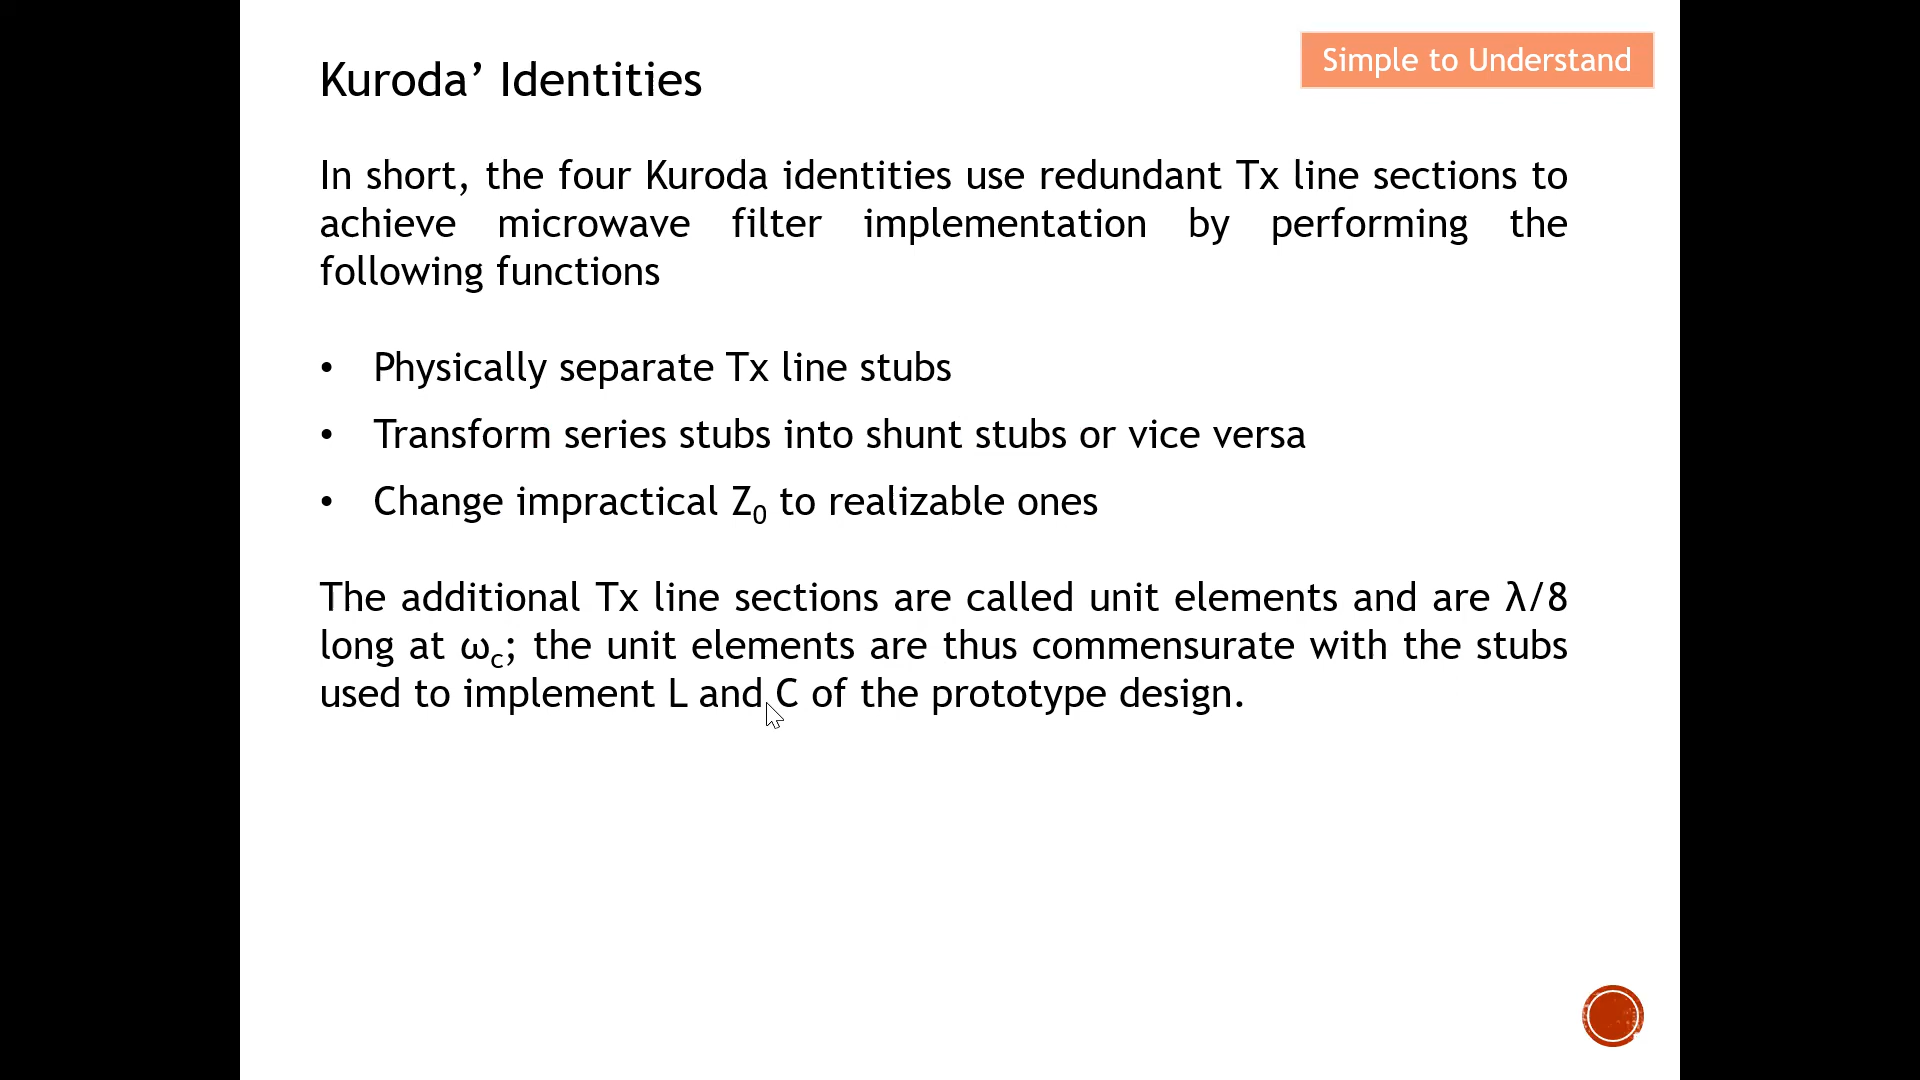 Simple to Understand
Kuroda’ Identities
In short, the four Kuroda identities use redundant Tx line sections to
achieve microwave filter implementation by performing the
following functions
• Physically separate Tx line stubs
• Transform series stubs into shunt stubs or vice versa
• Change impractical Z₀ to realizable ones
The additional Tx line sections are called unit elements and are λ/8
long at ωc; the unit elements are thus commensurate with the stubs
used to implement L and C of the prototype design.